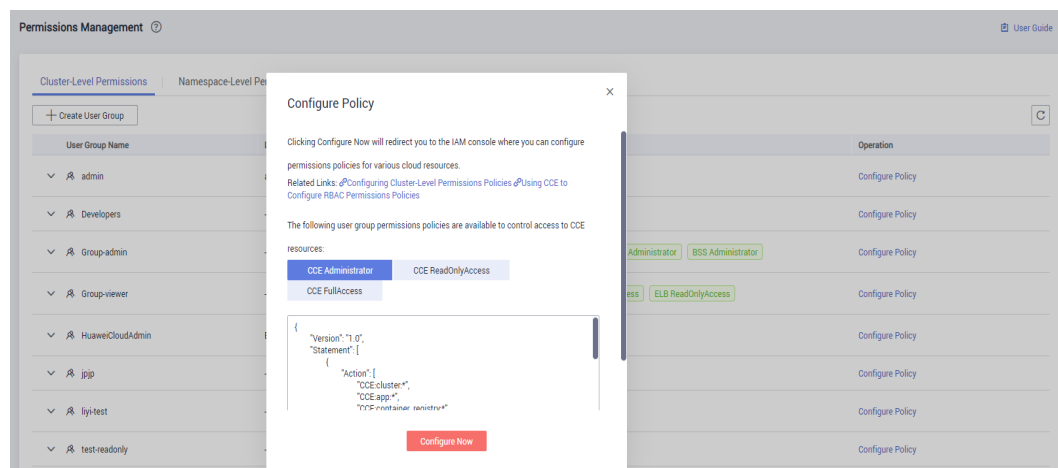 Permissions Management
User Guide
Cluster-Level Permissions
Namespace-Level Pe
Create User Group
User Group Name
Operation
admin
Configure Policy
Developers
Configure Policy
Group-admin
Administrator
BSS Administrator
Configure Policy
Group-viewer
ess
ELB ReadOnlyAccess
Configure Policy
HuaweiCloudAdmin
Configure Policy
jpjp
Configure Policy
liyi-test
Configure Policy
test-readonly
Configure Policy
Configure Policy
Clicking Configure Now will redirect you to the IAM console where you can configure
permissions policies for various cloud resources.
Related Links: Configuring Cluster-Level Permissions Policies Using CCE to
Configure RBAC Permissions Policies
The following user group permissions policies are available to control access to CCE
resources:
CCE Administrator
CCE ReadOnlyAccess
CCE FullAccess
{
"Version": "1.0",
"Statement": [
{
"Action": [
"CCE:cluster:*",
"CCE:app:*",
"CCE:container_registry:*",
Configure Now